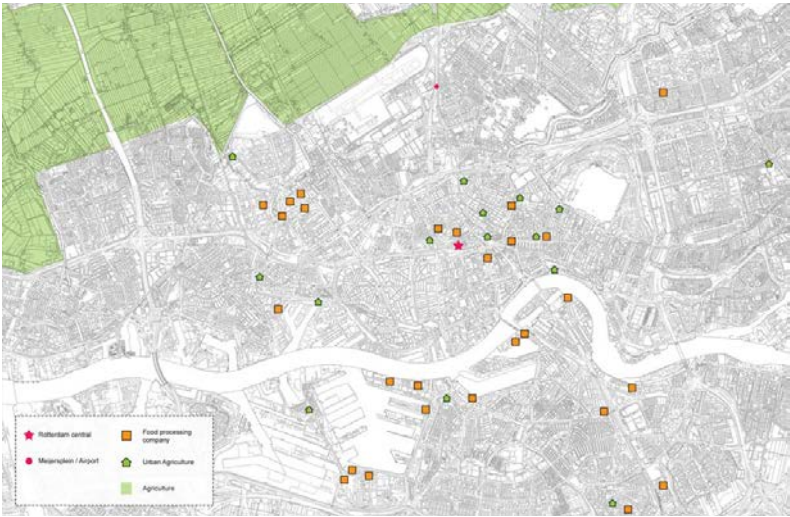 Rotterdam central
Food processing
company
Meijersplein / Airport
Urban Agriculture
Agriculture